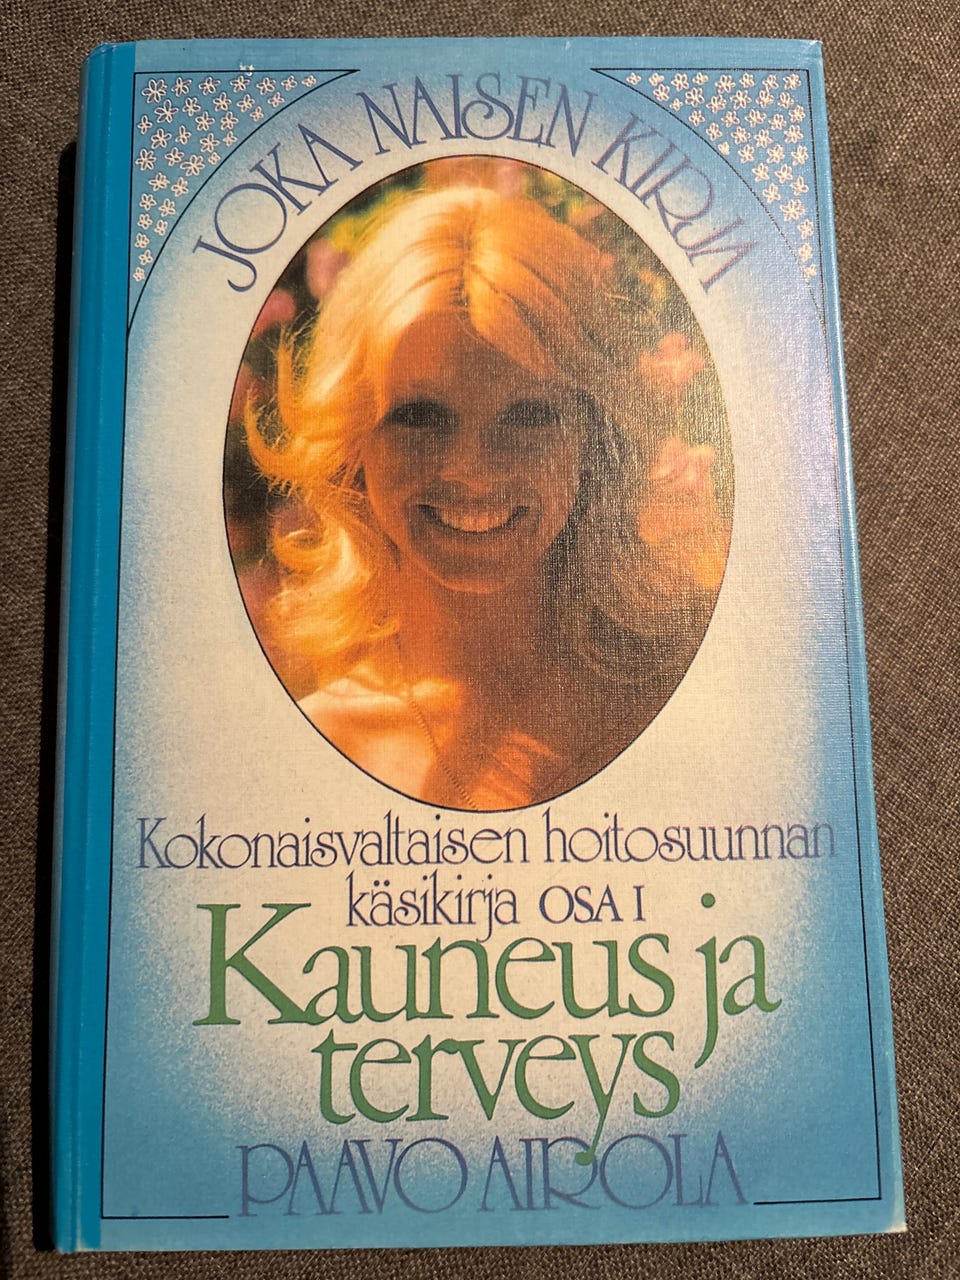 JOKA NAISEN KIRJA
Kokonaisvaltaisen hoitosuunnan
käsikirja OSA I
Kauneus ja
terveys
PAAVO AIROLA